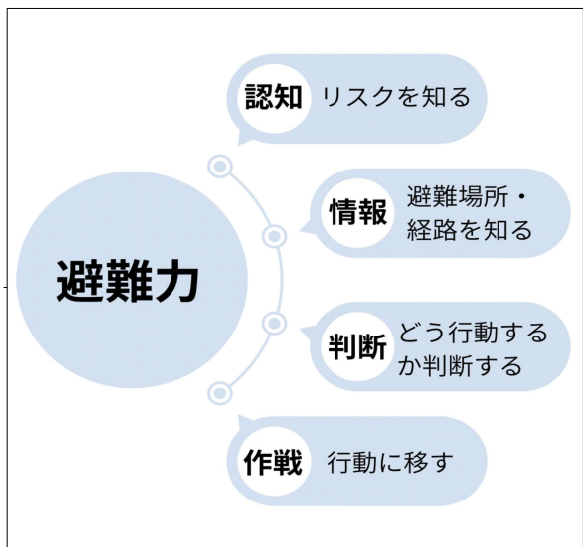 認知
リスクを知る
情報
避難場所・
経路を知る
避難力
判断
どう行動する
か判断する
作戦
行動に移す